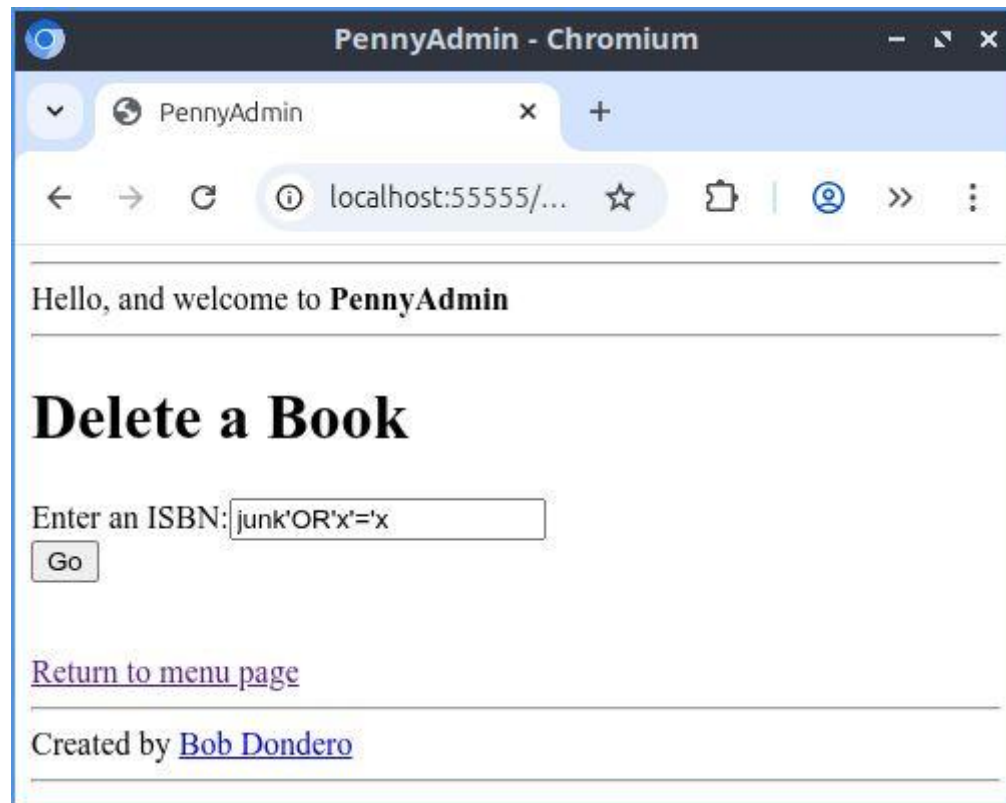 PennyAdmin - Chromium
PennyAdmin
localhost:55555/...
Hello, and welcome to PennyAdmin
Delete a Book
Enter an ISBN: junk'OR'x'='x
Go
Return to menu page
Created by Bob Dondero